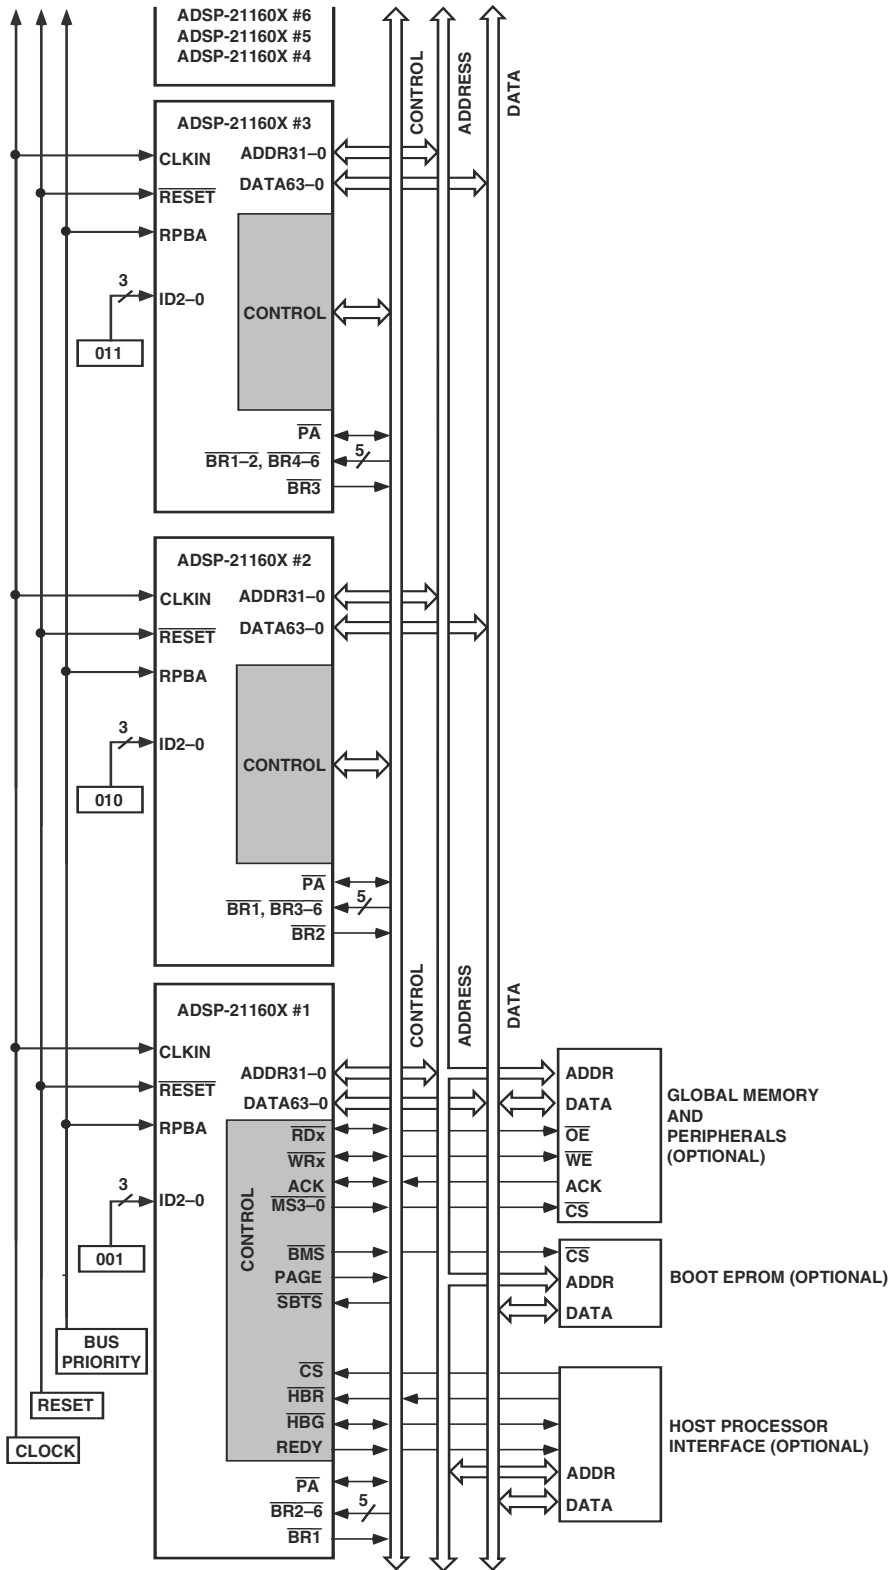 ADSP-21160X #6
ADSP-21160X #5
ADSP-21160X #4
CONTROL
ADDRESS
DATA
ADSP-21160X #3
CLKIN
ADDR31–0
RESET
DATA63–0
RPBA
3
ID2–0
CONTROL
011
PA
BR1–2, BR4–6
5
BR3
ADSP-21160X #2
CLKIN
ADDR31–0
RESET
DATA63–0
RPBA
3
ID2–0
CONTROL
010
PA
BR1, BR3–6
5
BR2
CONTROL
ADDRESS
DATA
ADSP-21160X #1
CLKIN
ADDR31–0
RESET
DATA63–0
RPBA
3
ID2–0
001
CONTROL
RDx
WRx
ACK
MS3–0
BMS
PAGE
SBTS
CS
HBR
HBG
REDY
PA
BR2–6
5
BR1
ADDR
DATA
OE
WE
ACK
CS
GLOBAL MEMORY
AND
PERIPHERALS
(OPTIONAL)
CS
ADDR
DATA
BOOT EPROM (OPTIONAL)
HOST PROCESSOR
INTERFACE (OPTIONAL)
ADDR
DATA
BUS
PRIORITY
RESET
CLOCK